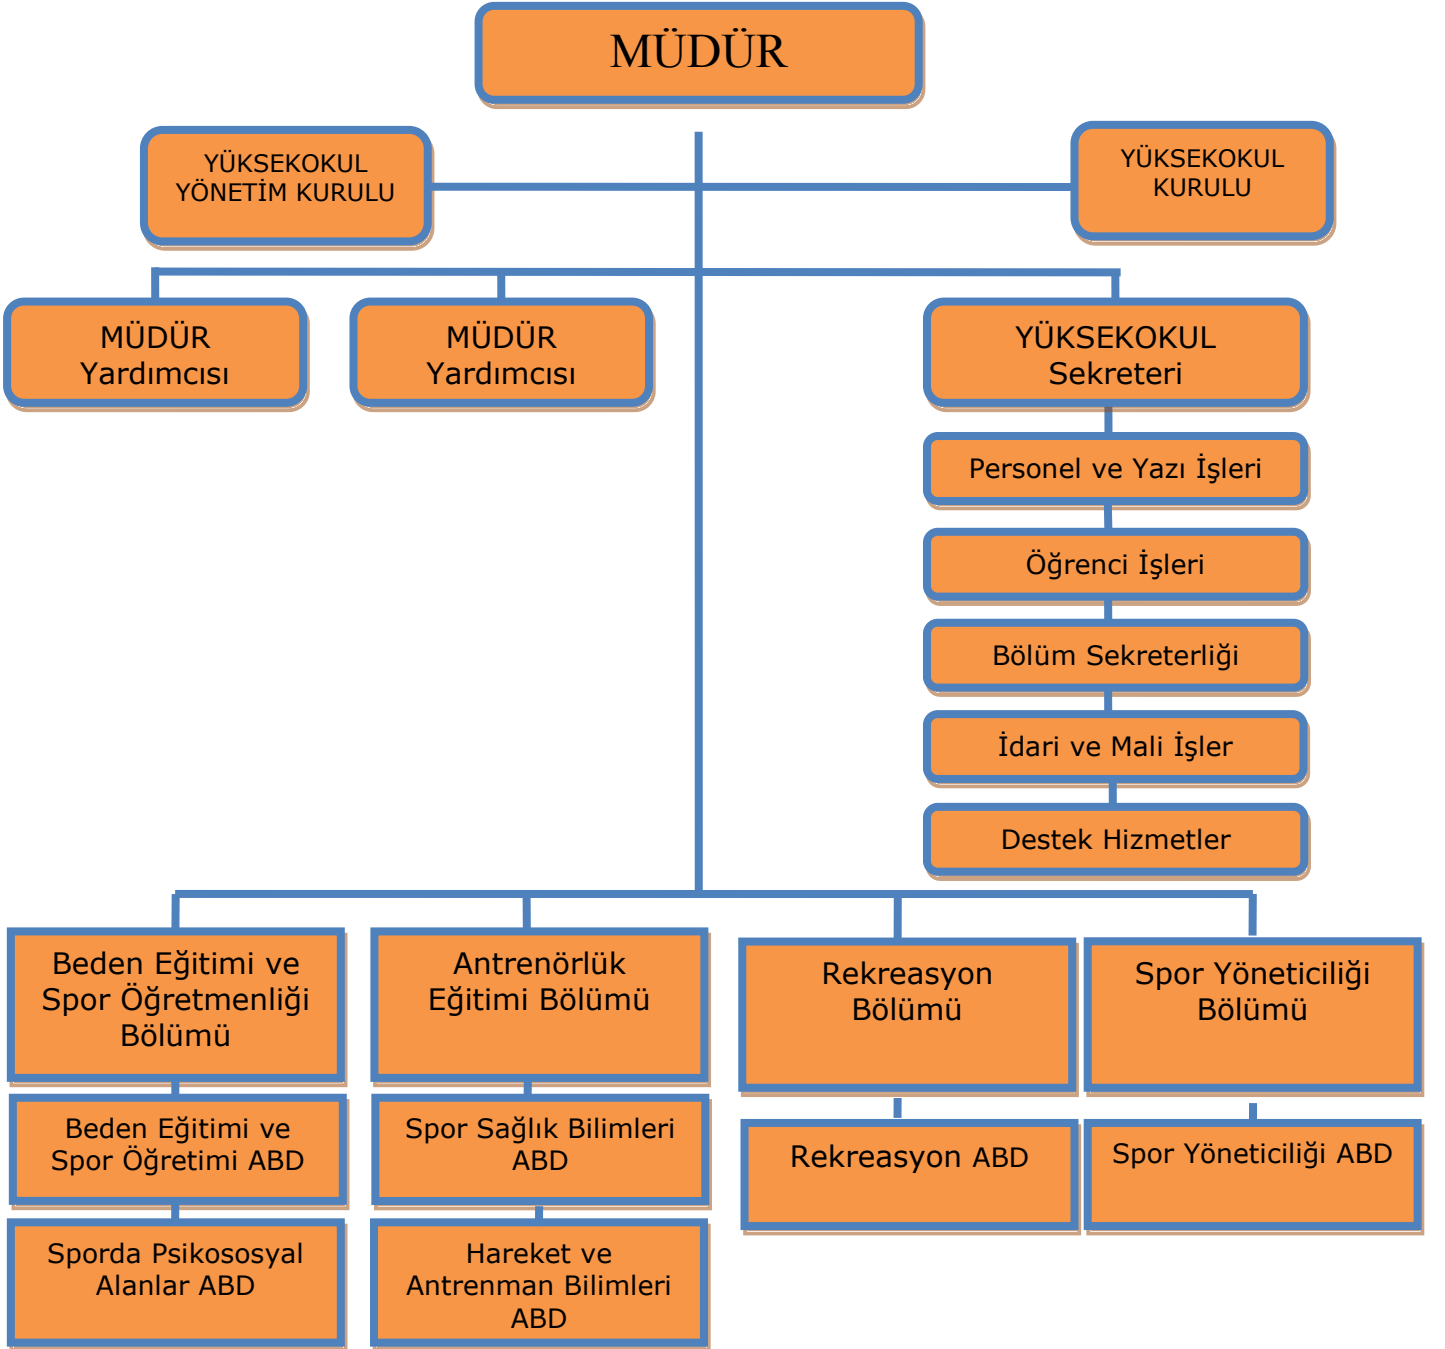 MÜDÜR
YÜKSEKOKUL
YÖNETİM KURULU
YÜKSEKOKUL
KURULU
MÜDÜR
Yardımcısı
MÜDÜR
Yardımcısı
YÜKSEKOKUL
Sekreteri
Personel ve Yazı İşleri
Öğrenci İşleri
Bölüm Sekreterliği
İdari ve Mali İşler
Destek Hizmetler
Beden Eğitimi ve
Spor Öğretmenliği
Bölümü
Antrenörlük
Eğitimi Bölümü
Rekreasyon
Bölümü
Spor Yöneticiliği
Bölümü
Beden Eğitimi ve
Spor Öğretimi ABD
Spor Sağlık Bilimleri
ABD
Rekreasyon ABD
Spor Yöneticiliği ABD
Sporda Psikososyal
Alanlar ABD
Hareket ve
Antrenman Bilimleri
ABD